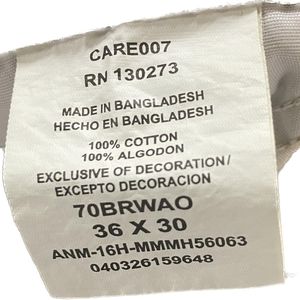 CARE007
RN 130273
MADE IN BANGLADESH
HECHO EN BANGLADESH
100% COTTON
100% ALGODON
EXCLUSIVE OF DECORATION/
EXCEPTO DECORACION
70BRWAO
36 X 30
ANM-16H-MMMH56063
040326159648